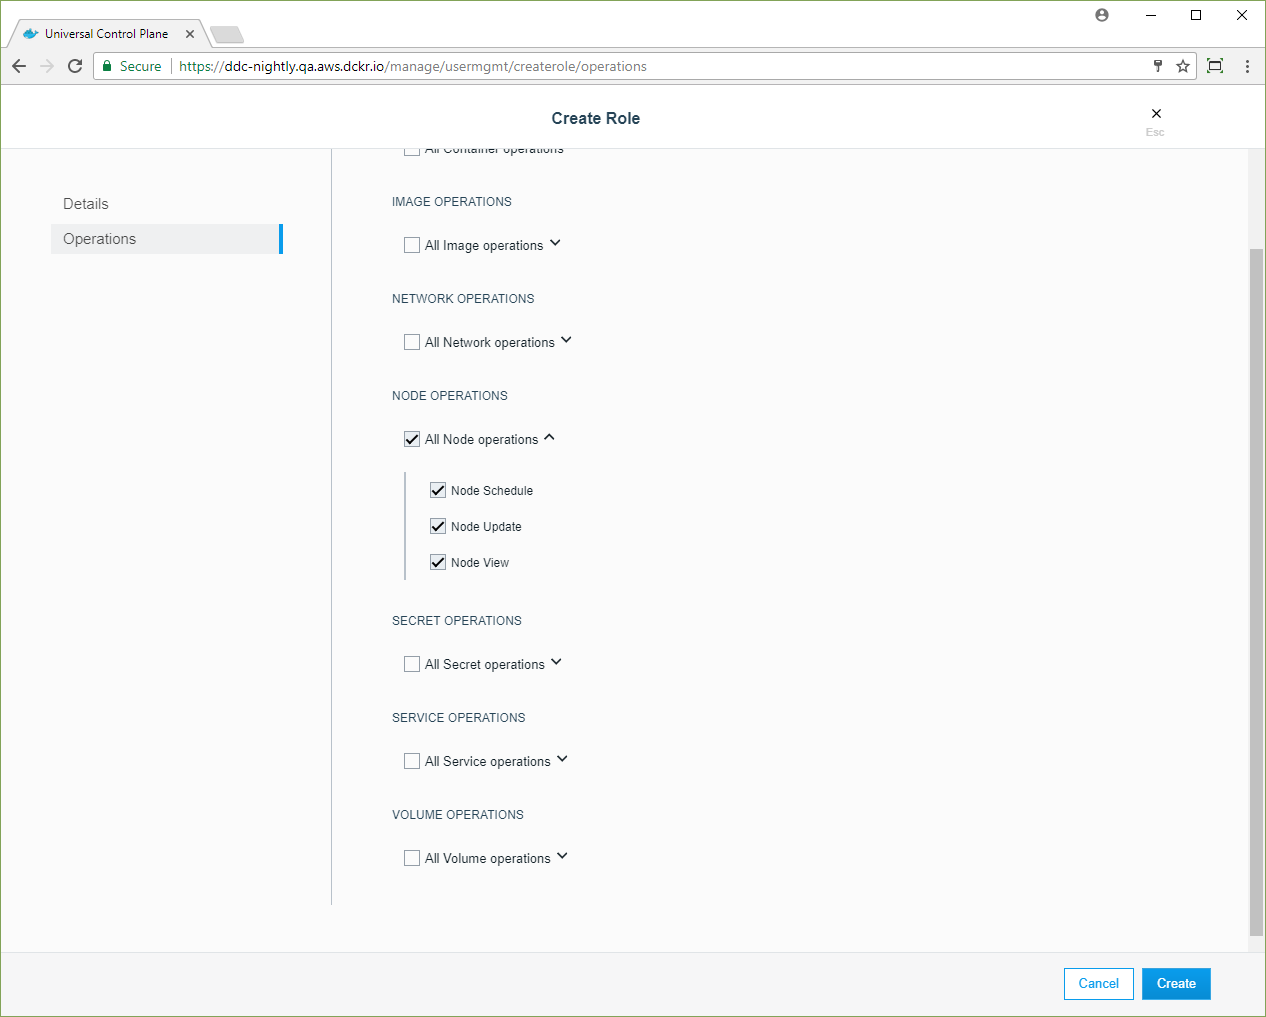 Universal Control Plane
Secure https://ddc-nightly.qa.aws.dckr.io/manage/usermgmt/createrole/operations
Create Role
Esc
All Container operations
Details
Operations
IMAGE OPERATIONS
All Image operations
NETWORK OPERATIONS
All Network operations
NODE OPERATIONS
All Node operations
Node Schedule
Node Update
Node View
SECRET OPERATIONS
All Secret operations
SERVICE OPERATIONS
All Service operations
VOLUME OPERATIONS
All Volume operations
Cancel
Create